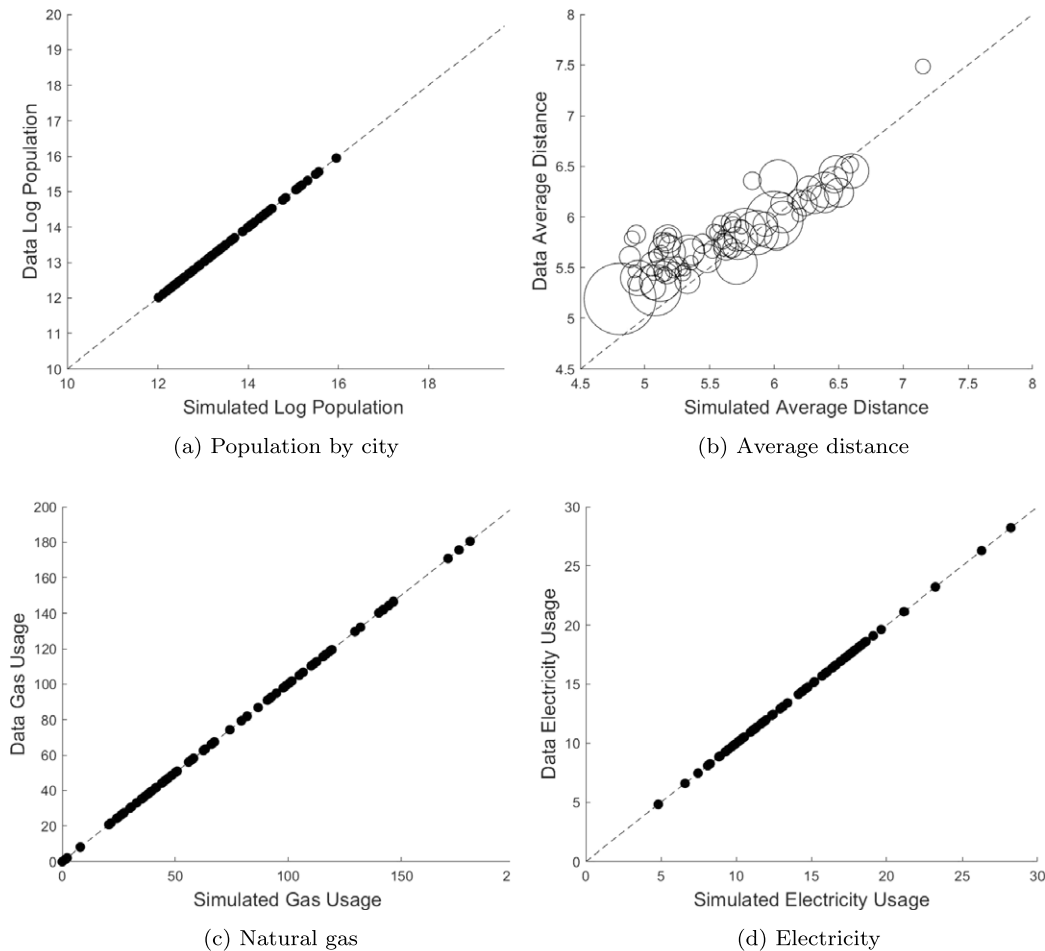 20
19
18
17
16
15
14
13
12
11
10
10 12 14 16 18
Data Log Population
Simulated Log Population
(a) Population by city
8
7.5
7
6.5
6
5.5
5
4.5
4.5 5 5.5 6 6.5 7 7.5 8
Data Average Distance
Simulated Average Distance
(b) Average distance
200
180
160
140
120
100
80
60
40
20
0
0 50 100 150 2
Data Gas Usage
Simulated Gas Usage
(c) Natural gas
30
25
20
15
10
5
0
0 5 10 15 20 25 30
Data Electricity Usage
Simulated Electricity Usage
(d) Electricity